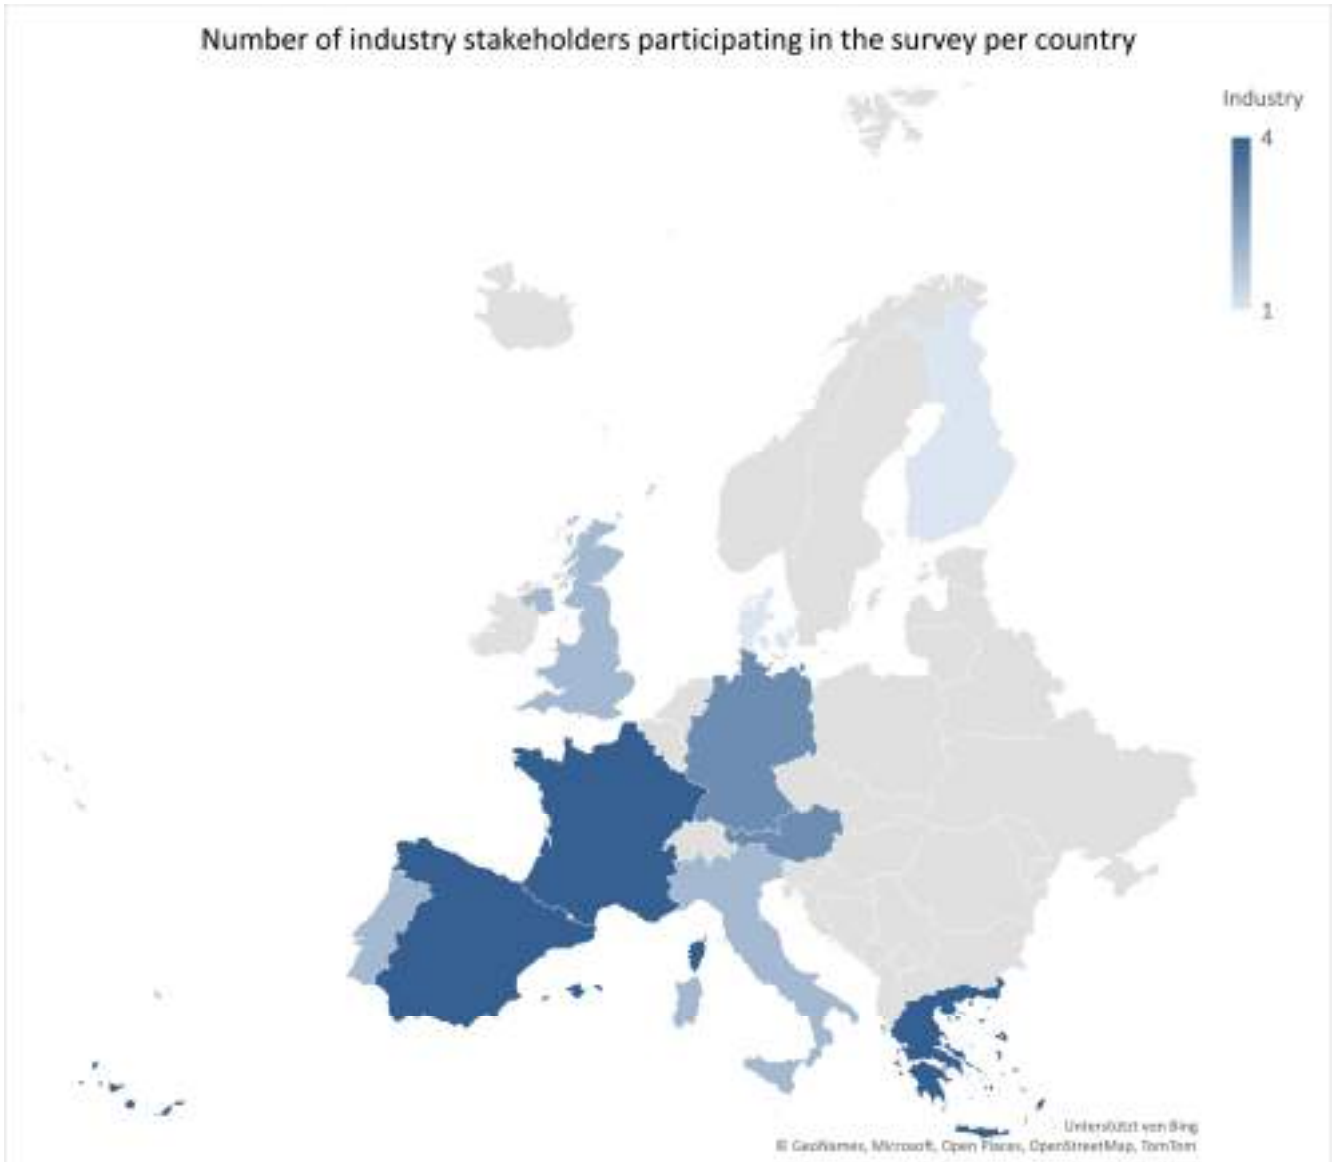 Number of industry stakeholders participating in the survey per country
Industry
4
1
Unterstützt von Bing
© GeoNames, Microsoft, Open Places, OpenStreetMap, TomTom